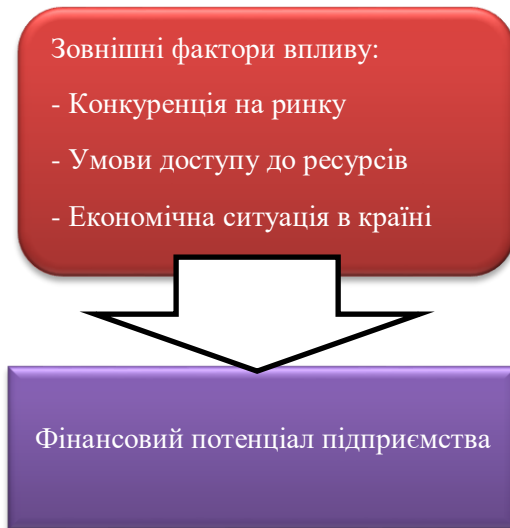 Зовнішні фактори впливу:
- Конкуренція на ринку
- Умови доступу до ресурсів
- Економічна ситуація в країні
Фінансовий потенціал підприємства